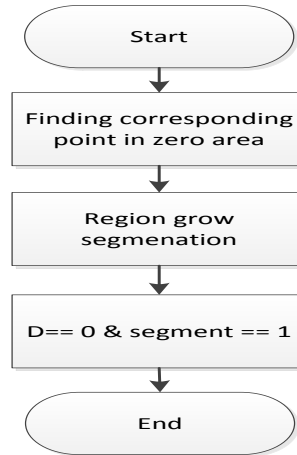 Start
Finding corresponding
point in zero area
Region grow
segmenation
D== 0 & segment == 1
End